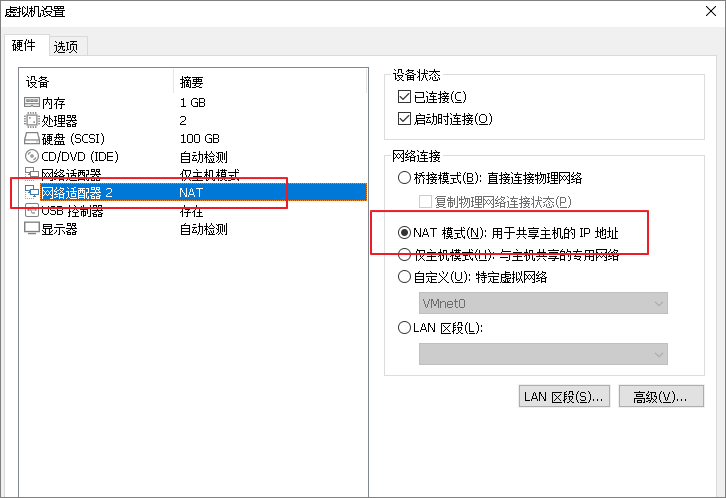 虚拟机设置
硬件 选项
设备 摘要
内存 1 GB
处理器 2
硬盘 (SCSI) 100 GB
CD/DVD (IDE) 自动检测
网络适配器 仅主机模式
网络适配器 2 NAT
USB 控制器 存在
显示器 自动检测
设备状态
已连接(C)
启动时连接(O)
网络连接
桥接模式(B): 直接连接物理网络
复制物理网络连接状态(P)
NAT 模式(N): 用于共享主机的 IP 地址
仅主机模式(H): 与主机共享的专用网络
自定义(U): 特定虚拟网络
VMnet0
LAN 区段(L):
LAN 区段(S)... 高级(V)...